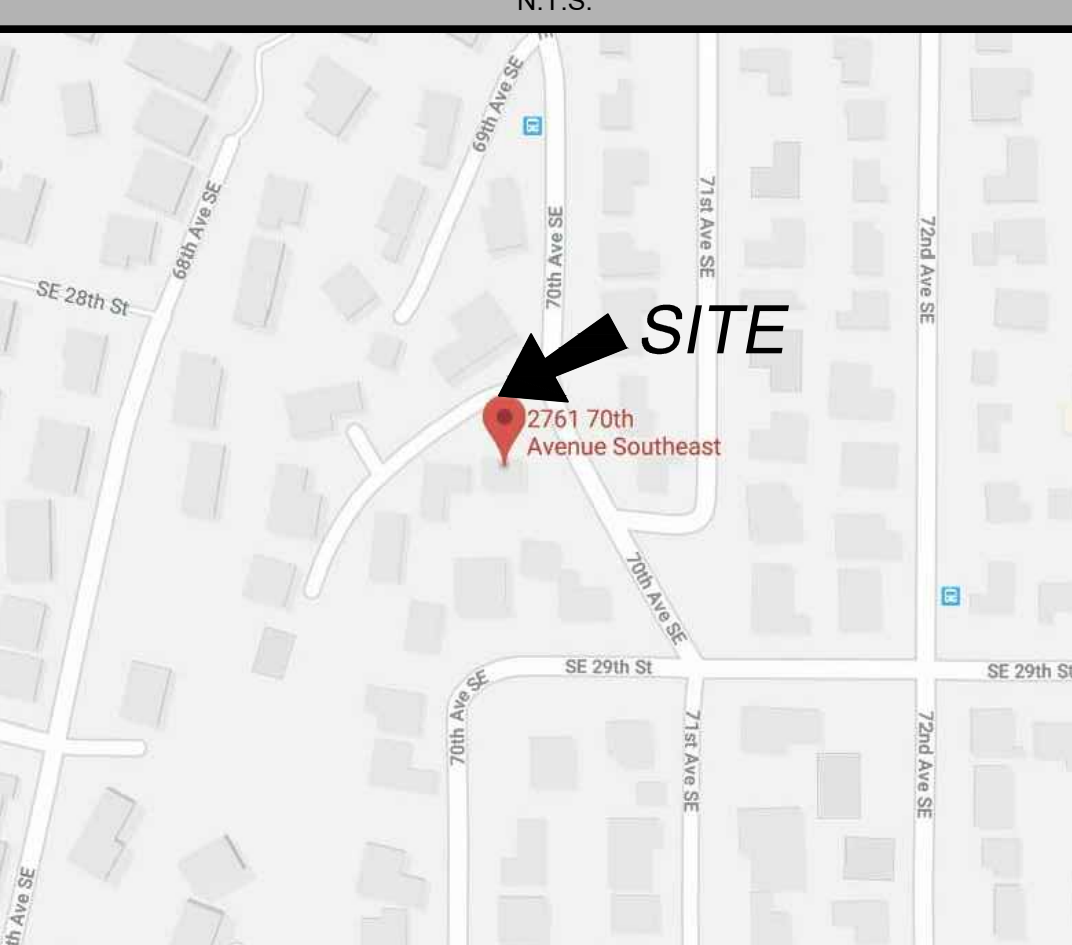 N.T.S.
69th Ave SE
68th Ave SE
71st Ave SE
70th Ave SE
72nd Ave SE
SE 28th St
SITE
2761 70th
Avenue Southeast
70th Ave SE
SE 29th St
SE 29th St
70th Ave SE
71st Ave SE
72nd Ave SE
Ave SE